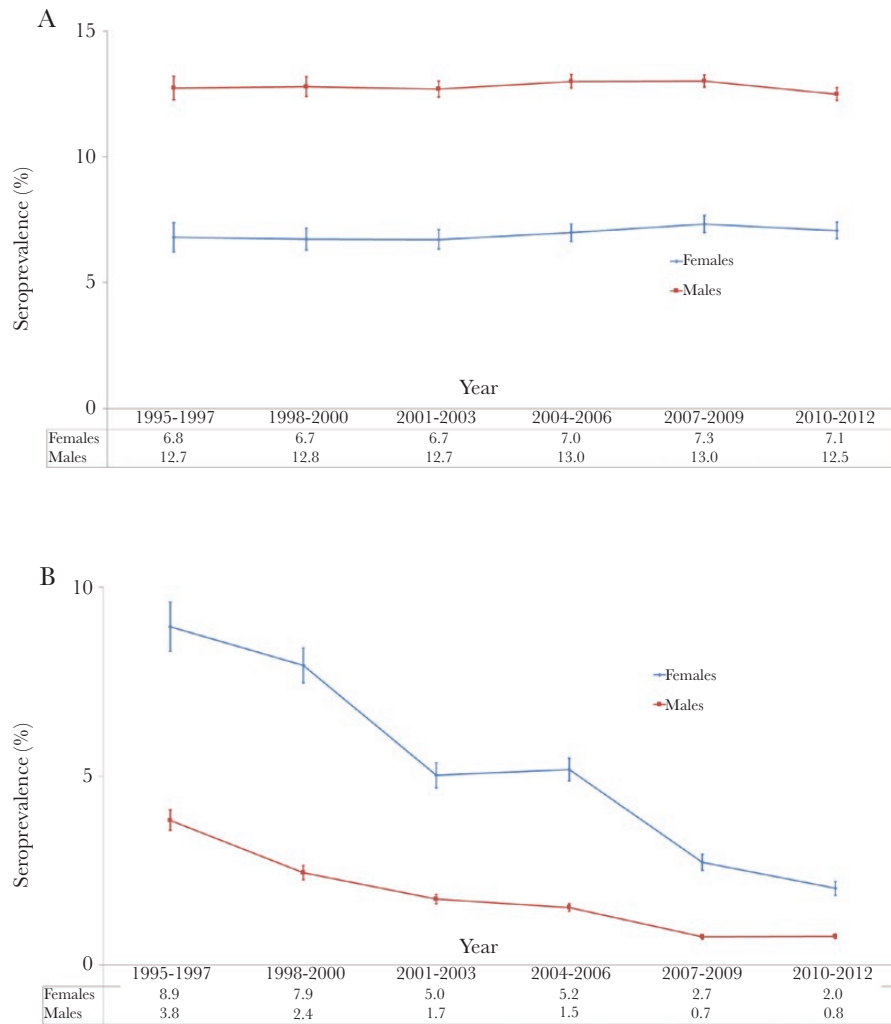 A
15
10
5
0
Seroprevalence (%)
Females
Males
Year
1995-1997 1998-2000 2001-2003 2004-2006 2007-2009 2010-2012
Females 6.8 6.7 6.7 7.0 7.3 7.1
Males 12.7 12.8 12.7 13.0 13.0 12.5
B
10
5
0
Seroprevalence (%)
Females
Males
Year
1995-1997 1998-2000 2001-2003 2004-2006 2007-2009 2010-2012
Females 8.9 7.9 5.0 5.2 2.7 2.0
Males 3.8 2.4 1.7 1.5 0.7 0.8